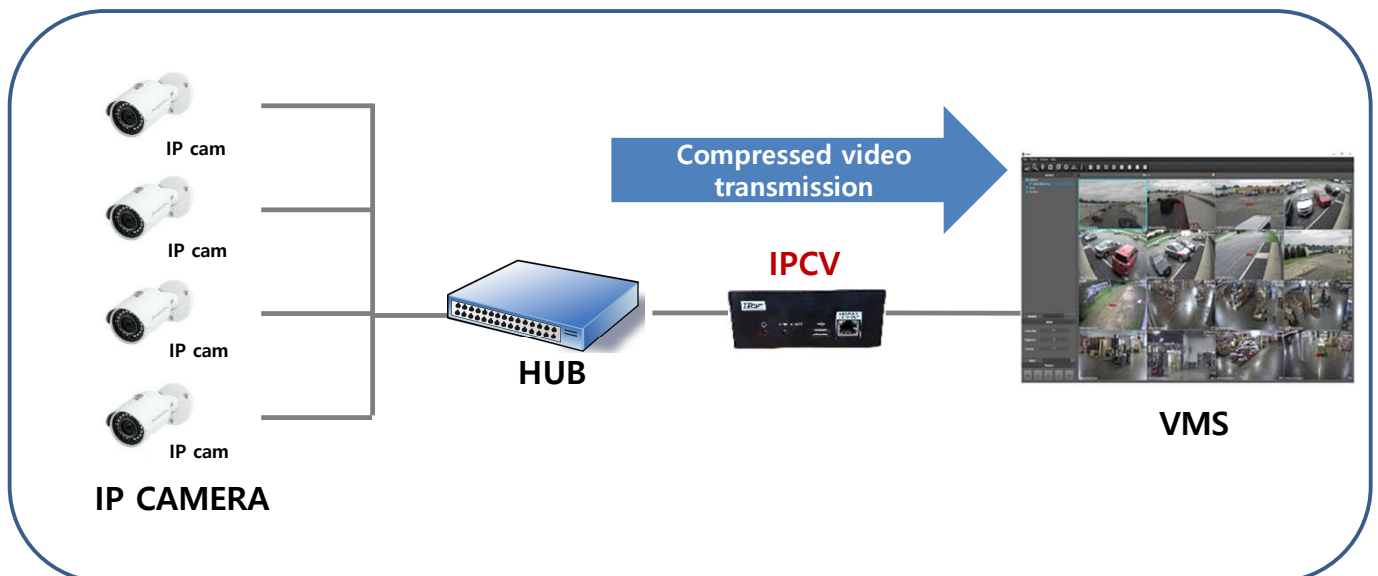 IP cam
IP cam
IP cam
IP cam
IP CAMERA
HUB
Compressed video
transmission
IPCV
VMS